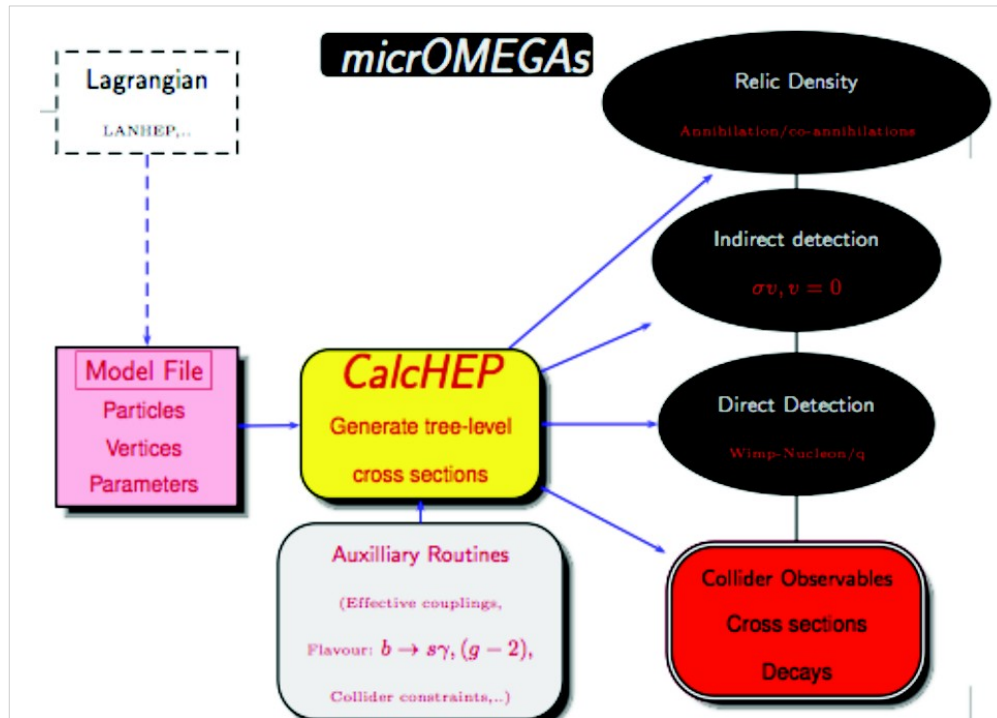 micrOMEGAs
Lagrangian
LANHEP,..
Model File
Particles
Vertices
Parameters
CalcHEP
Generate tree-level
cross sections
Auxilliary Routines
(Effective couplings,
Flavour: b → sγ, (g − 2),
Collider constraints,..)
Relic Density
Annihilation/co-annihilations
Indirect detection
σv, v = 0
Direct Detection
Wimp-Nucleon/q
Collider Observables
Cross sections
Decays